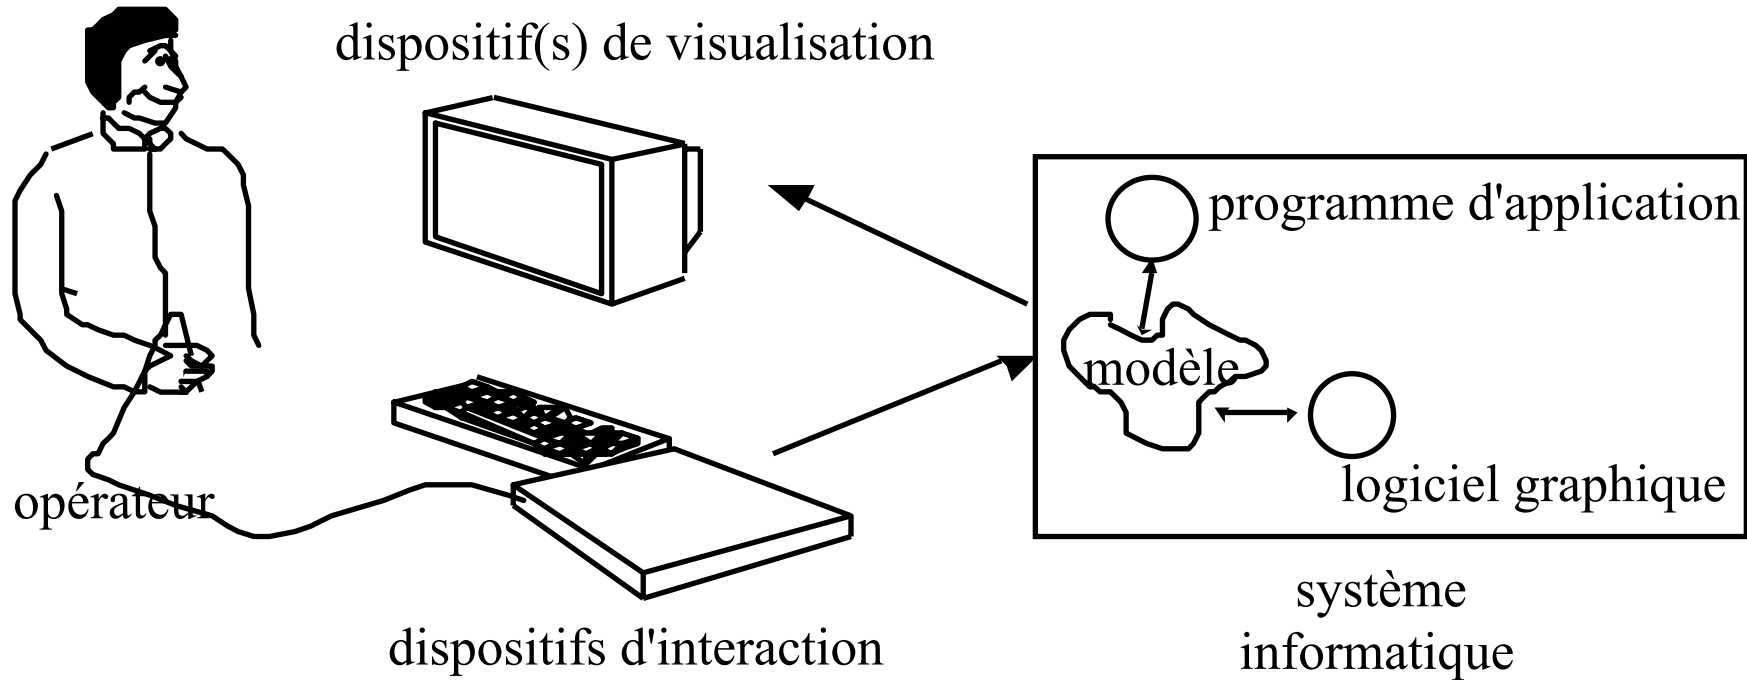 dispositif(s) de visualisation
programme d'application
modèle
logiciel graphique
opérateur
système
informatique
dispositifs d'interaction